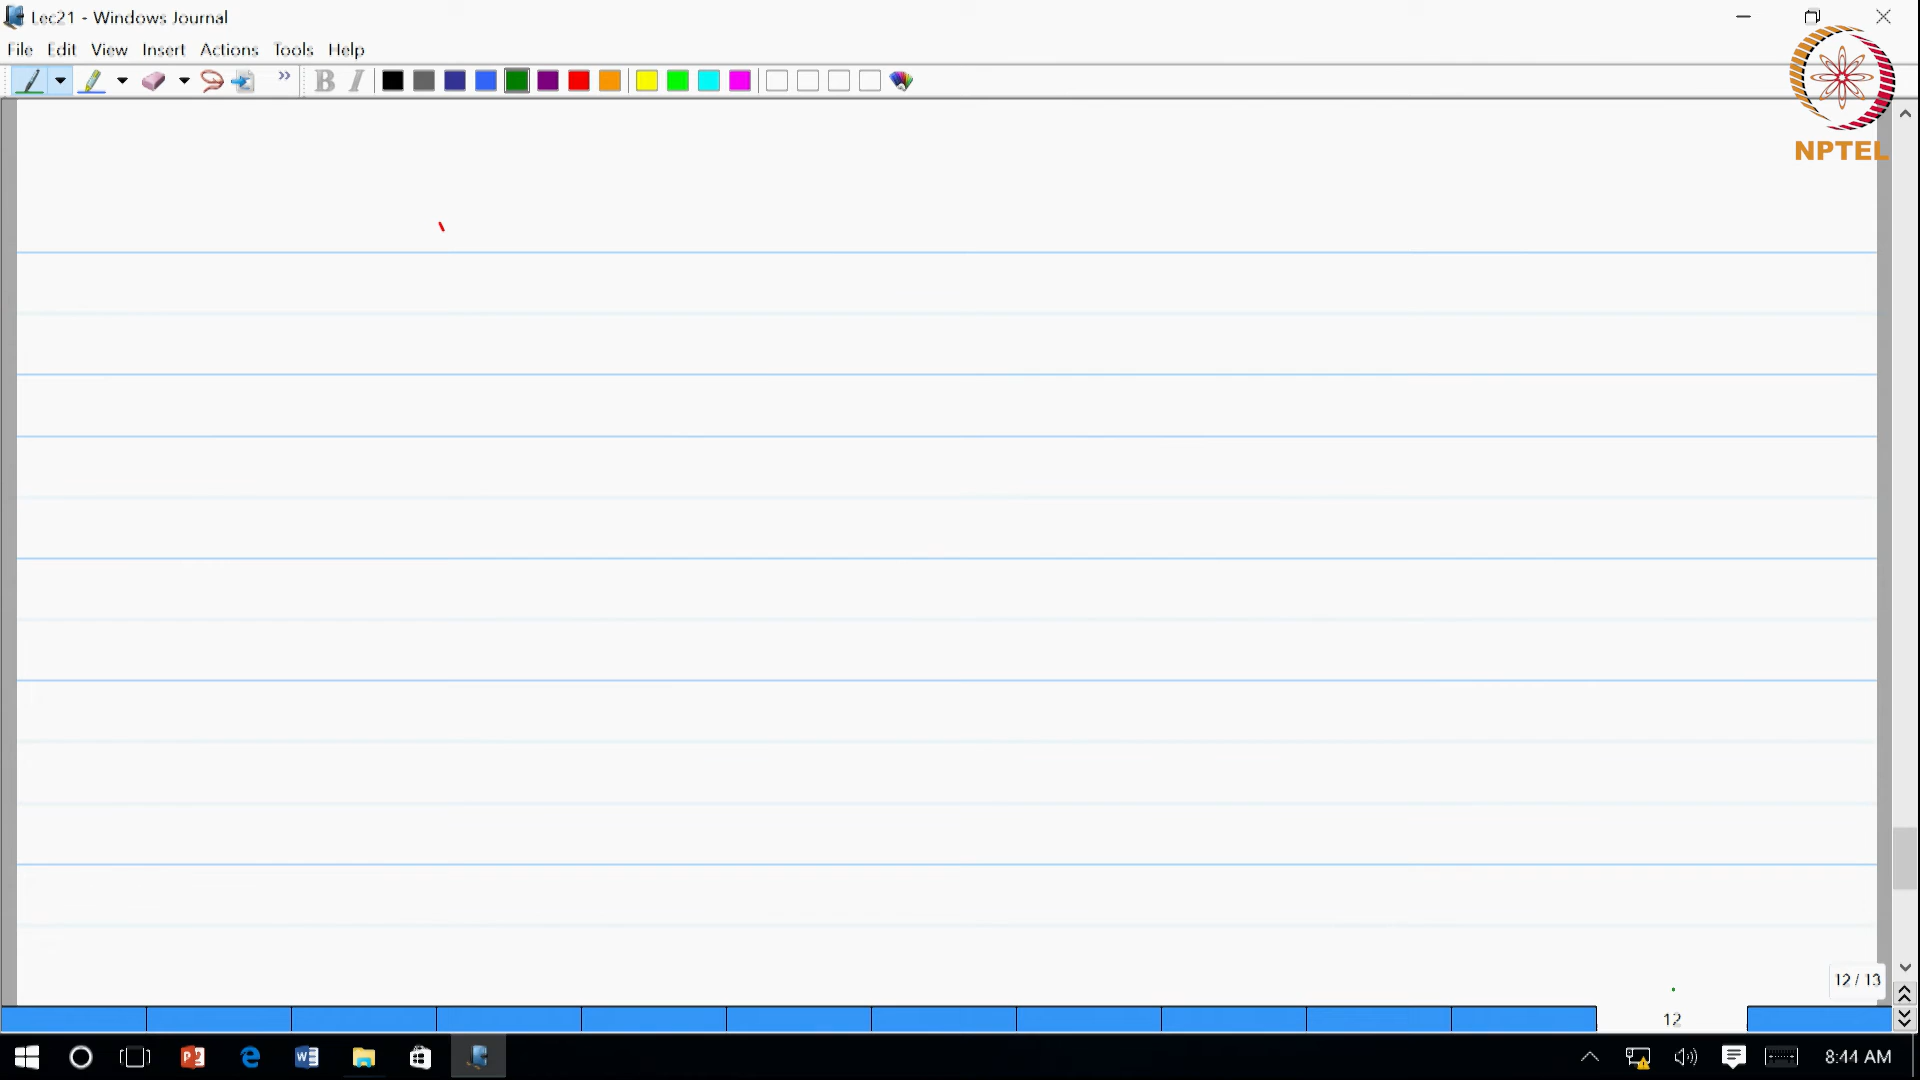 Lec21 - Windows Journal
File Edit View Insert Actions Tools Help
B I
NPTEL
12 / 13
12
8:44 AM